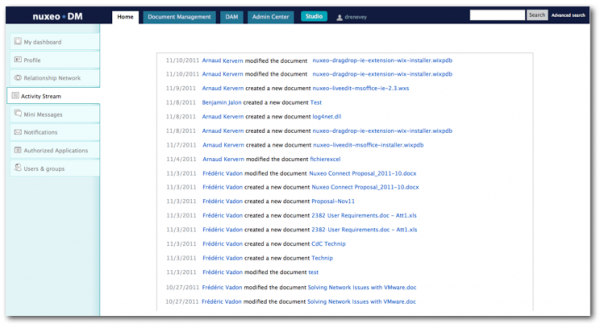 nuxeo DM
Home
Document Management
DAM
Admin Center
Studio
dronevey
Search
Advanced search
My dashboard
Profile
Relationship Network
Activity Stream
Mini Messages
Notifications
Authorized Applications
Users & groups
11/10/2011 Arnaud Kervern modified the document nuxeo-dragdrop-ie-extension-wix-installer.wixpdb
11/10/2011 Arnaud Kervern modified the document nuxeo-dragdrop-ie-extension-wix-installer.wixpdb
11/9/2011 Arnaud Kervern created a new document nuxeo-liveedit-msoffice-ie-2.3.wxs
11/8/2011 Benjamin Jalon created a new document Test
11/8/2011 Arnaud Kervern created a new document log4net.dll
11/8/2011 Arnaud Kervern created a new document nuxeo-dragdrop-ie-extension-wix-installer.wixpdb
11/7/2011 Arnaud Kervern created a new document nuxeo-liveedit-msoffice-installer.wixpdb
11/4/2011 Arnaud Kervern modified the document fichierexcel
11/3/2011 Frédéric Vadon modified the document Nuxeo Connect Proposal_2011-10.docx
11/3/2011 Frédéric Vadon created a new document Nuxeo Connect Proposal_2011-10.docx
11/3/2011 Frédéric Vadon created a new document Proposal-Nov11
11/3/2011 Frédéric Vadon created a new document 2382 User Requirements.doc - Att1.xls
11/3/2011 Frédéric Vadon created a new document 2382 User Requirements.doc - Att1.xls
11/3/2011 Frédéric Vadon created a new document CdC Technip
11/3/2011 Frédéric Vadon created a new document Technip
11/3/2011 Frédéric Vadon modified the document test
10/27/2011 Frédéric Vadon modified the document Solving Network Issues with VMware.doc
10/27/2011 Frédéric Vadon created a new document Solving Network Issues with VMware.doc